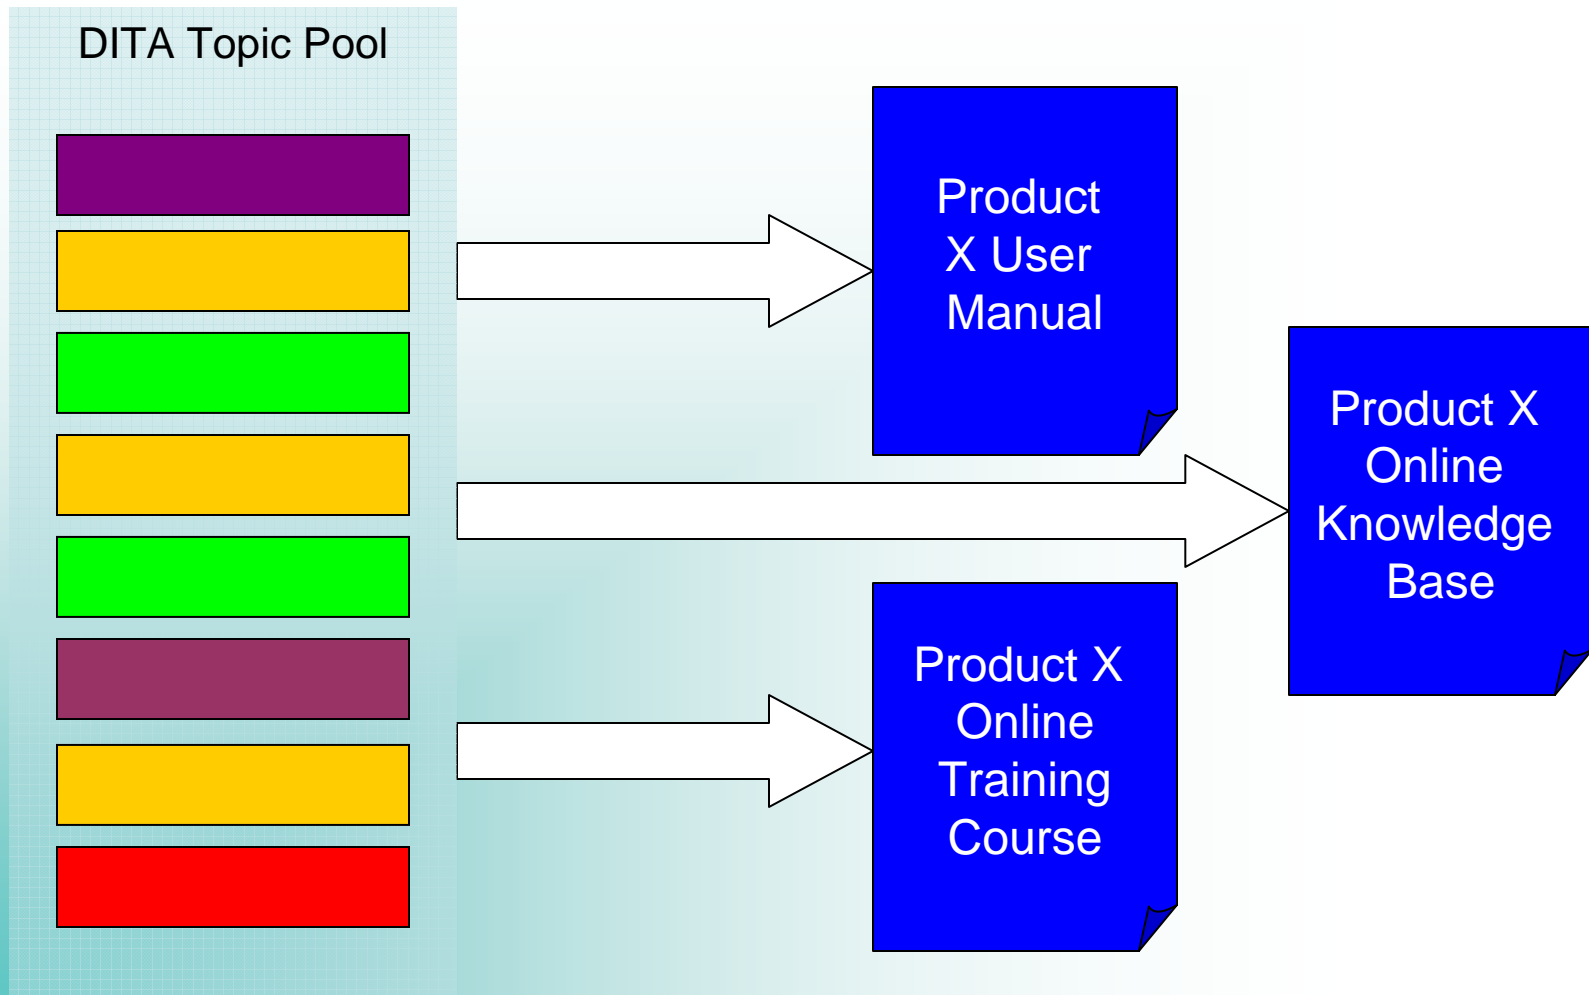 DITA Topic Pool
Product
X User
Manual
Product X
Online
Knowledge
Base
Product X
Online
Training
Course